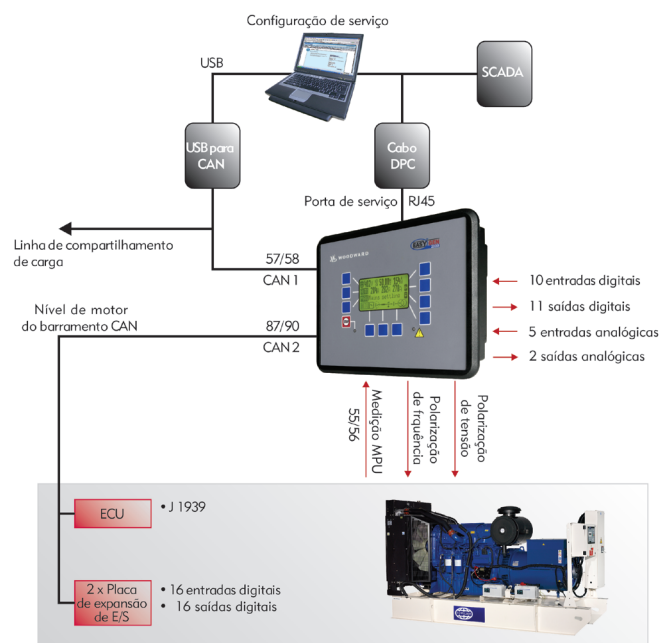 Configuração de serviço
USB
SCADA
USB para
CAN
Cabo
DPC
Porta de serviço
RJ45
Linha de compartilhamento
de carga
57/58
CAN 1
WOODWARD
EASYGEN
10 entradas digitais
11 saídas digitais
5 entradas analógicas
2 saídas analógicas
Nível de motor
do barramento CAN
87/90
CAN 2
Medição MPU
55/56
Polarização
de frquência
Polarização
de tensão
ECU
• J 1939
2 x Placa
de expansão
de E/S
• 16 entradas digitais
• 16 saídas digitais